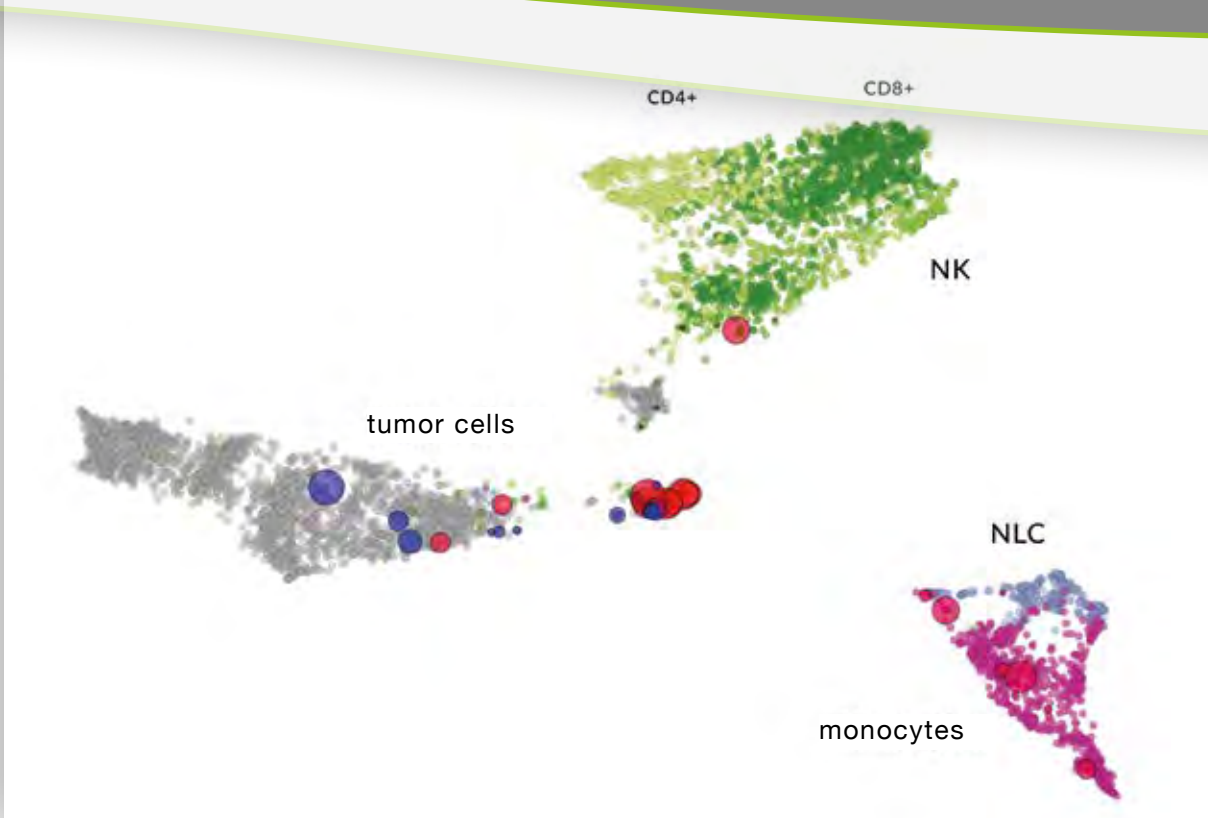 CD4+
CD8+
NK
tumor cells
NLC
monocytes